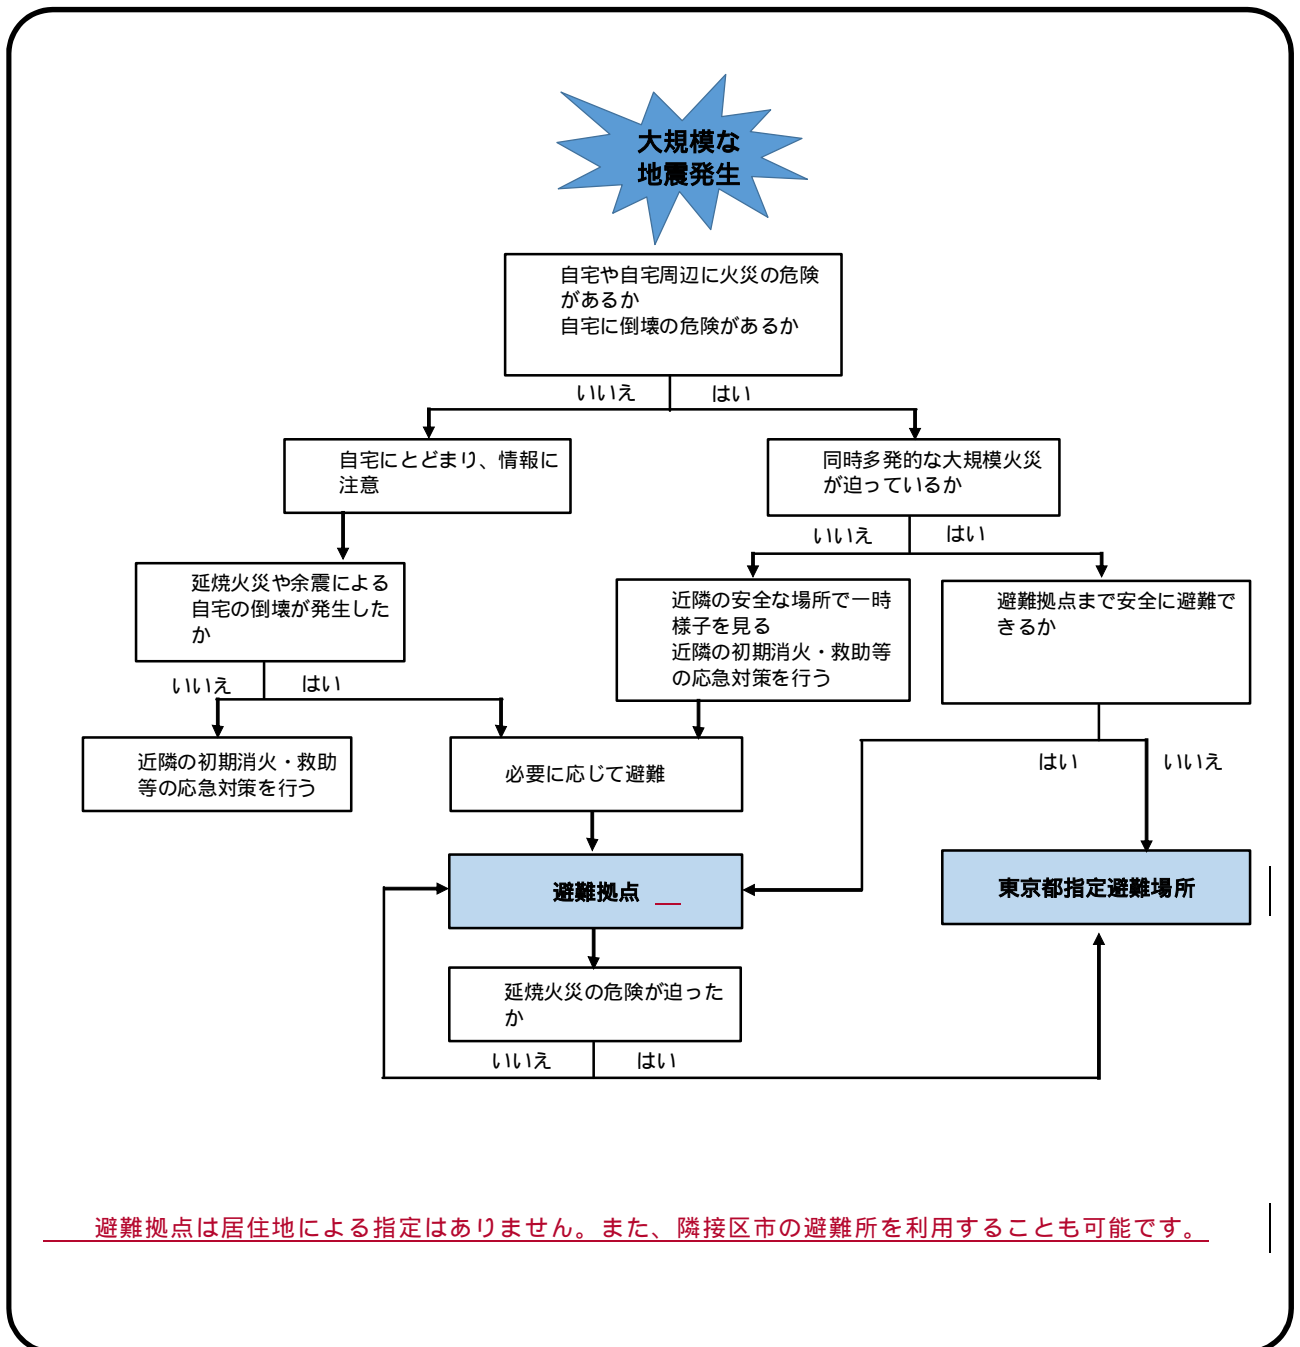 大規模な
地震発生
自宅や自宅周辺に火災の危険
があるか
自宅に倒壊の危険があるか
いいえ
はい
自宅にとどまり、情報に
注意
同時多発的な大規模火災
が迫っているか
いいえ
はい
延焼火災や余震による
自宅の倒壊が発生した
か
近隣の安全な場所で一時
様子を見る
近隣の初期消火・救助等
の応急対策を行う
避難拠点まで安全に避難で
きるか
いいえ
はい
近隣の初期消火・救助
等の応急対策を行う
必要に応じて避難
はい
いいえ
避難拠点
東京都指定避難場所
延焼火災の危険が迫った
か
いいえ
はい
避難拠点は居住地による指定はありません。また、隣接区市の避難所を利用することも可能です。